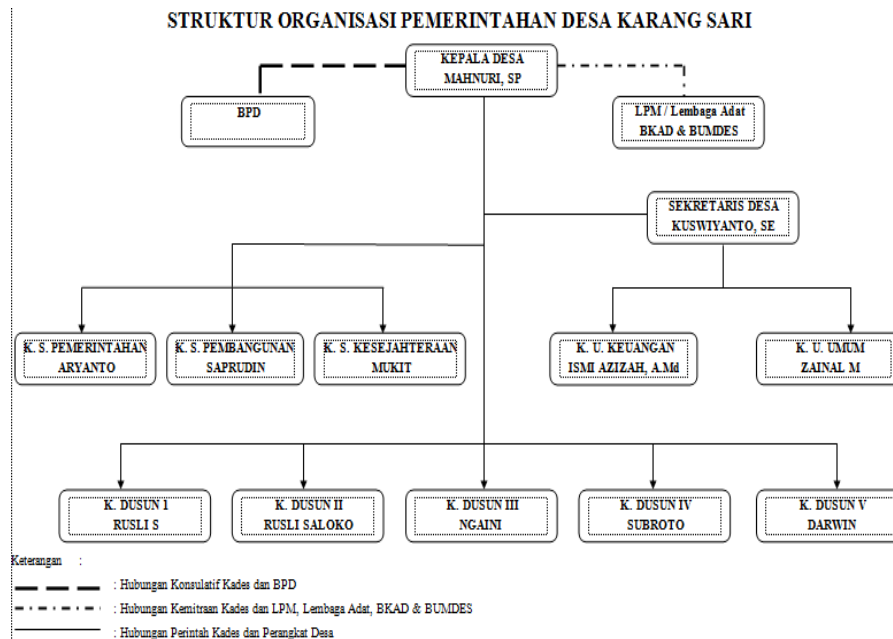 STRUKTUR ORGANISASI PEMERINTAHAN DESA KARANG SARI
KEPALA DESA
MAHNURI, SP
BPD
LPM / Lembaga Adat
BKAD & BUMDES
SEKRETARIS DESA
KUSWIYANTO, SE
K. S. PEMERINTAHAN
ARYANTO
K. S. PEMBANGUNAN
SAPRUDIN
K. S. KESEJAHTERAAN
MUKIT
K. U. KEUANGAN
ISMI AZIZAH, A.Md
K. U. UMUM
ZAINAL M
K. DUSUN 1
RUSLI S
K. DUSUN II
RUSLI SALOKO
K. DUSUN III
NGAINI
K. DUSUN IV
SUBROTO
K. DUSUN V
DARWIN
Keterangan :
: Hubungan Konsulatif Kades dan BPD
: Hubungan Kemitraan Kades dan LPM, Lembaga Adat, BKAD & BUMDES
: Hubungan Perintah Kades dan Perangkat Desa